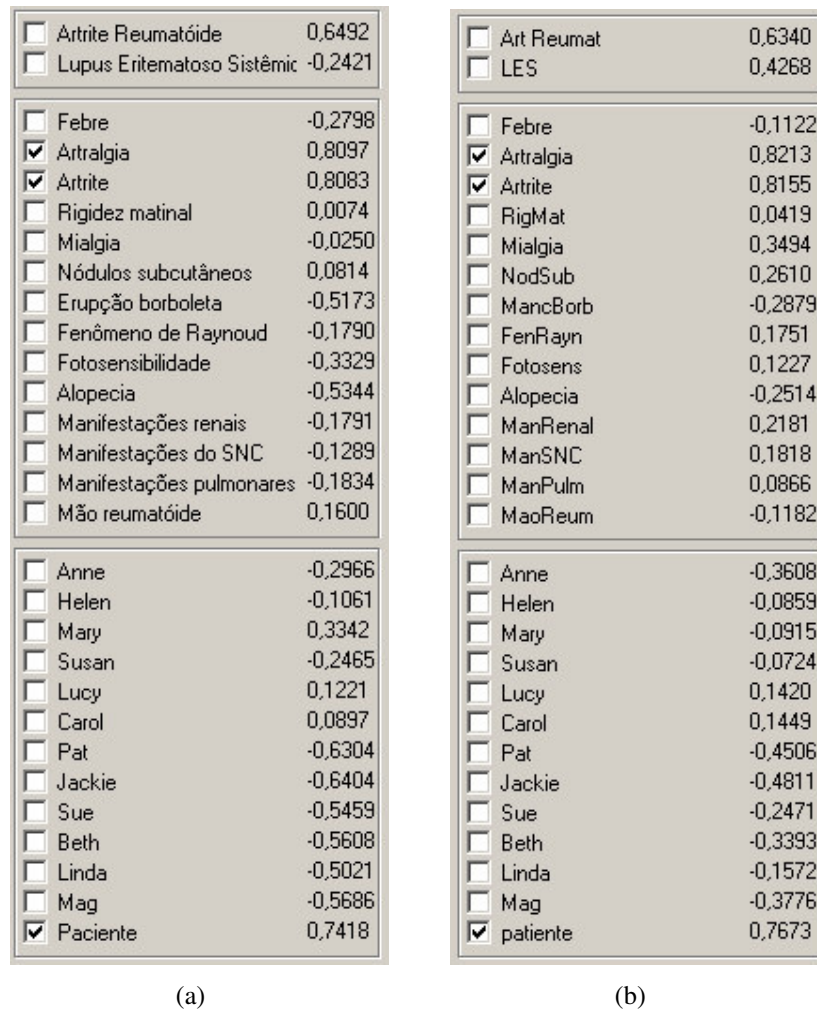 Artrite Reumatóide 0,6492
Lupus Eritematoso Sistêmic -0,2421
Febre -0,2798
Artralgia 0,8097
Artrite 0,8083
Rigidez matinal 0,0074
Mialgia -0,0250
Nódulos subcutâneos 0,0814
Erupção borboleta -0,5173
Fenômeno de Raynoud -0,1790
Fotosensibilidade -0,3329
Alopecia -0,5344
Manifestações renais -0,1791
Manifestações do SNC -0,1289
Manifestações pulmonares -0,1834
Mão reumatóide 0,1600
Anne -0,2966
Helen -0,1061
Mary 0,3342
Susan -0,2465
Lucy 0,1221
Carol 0,0897
Pat -0,6304
Jackie -0,6404
Sue -0,5459
Beth -0,5608
Linda -0,5021
Mag -0,5686
Paciente 0,7418
(a)
Art Reumat 0,6340
LES 0,4268
Febre -0,1122
Artralgia 0,8213
Artrite 0,8155
RigMat 0,0419
Mialgia 0,3494
NodSub 0,2610
MancBorb -0,2879
FenRayn 0,1751
Fotosens 0,1227
Alopecia -0,2514
ManRenal 0,2181
ManSNC 0,1818
ManPulm 0,0866
MaoReum -0,1182
Anne -0,3608
Helen -0,0859
Mary -0,0915
Susan -0,0724
Lucy 0,1420
Carol 0,1449
Pat -0,4506
Jackie -0,4811
Sue -0,2471
Beth -0,3393
Linda -0,1572
Mag -0,3776
patiente 0,7673
(b)